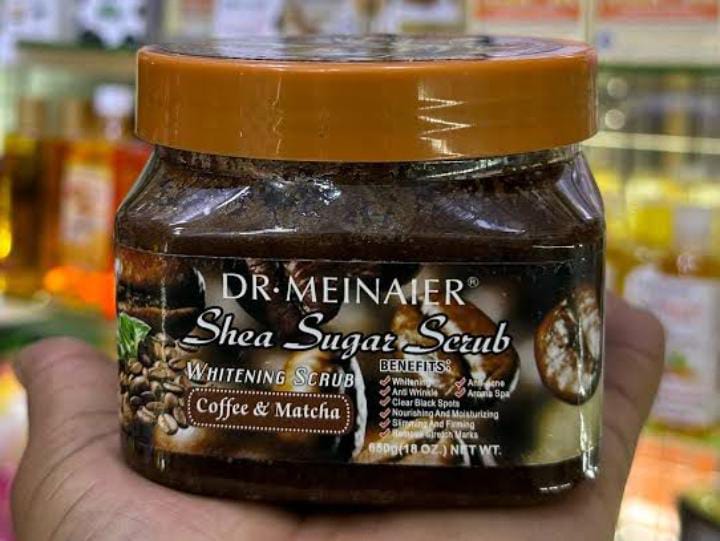 DR·MEINAIER®
Shea Sugar Scrub
WHITENING SCRUB
Coffee & Matcha
BENEFITS:
Whitening
Anti-acne
Anti Wrinkle
Aroma Spa
Clear Black Spots
Nourishing And Moisturizing
Slimming And Firming
Remove Stretch Marks
(18 OZ.) NET WT.